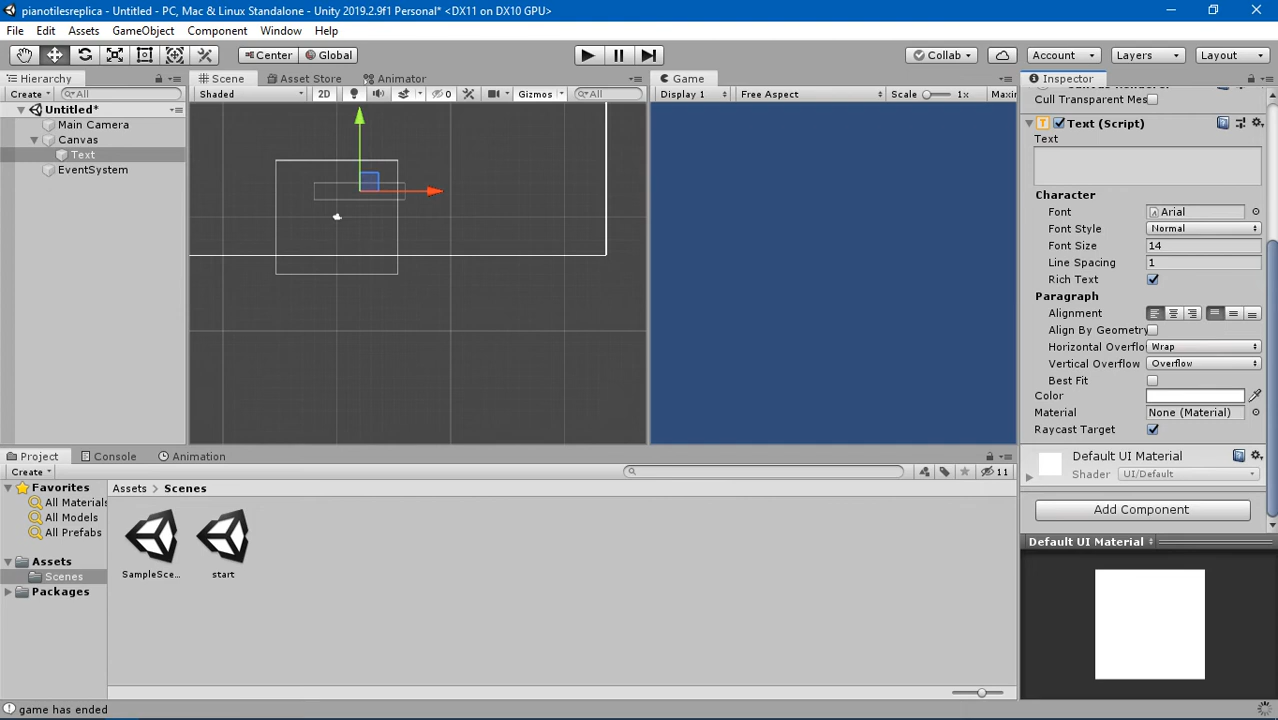 pianotilesreplica - Untitled - PC, Mac & Linux Standalone - Unity 2019.2.9f1 Personal* <DX11 on DX10 GPU>
File Edit Assets GameObject Component Window Help
Center Global Collab Account Layers Layout
Hierarchy Scene Asset Store Animator Game Inspector
Create All Shaded 2D 0 Gizmos All Display 1 Free Aspect Scale 1x Maxin
Cull Transparent Mes
Untitled*
Main Camera
Canvas
Text
EventSystem
Text (Script)
Text
Character
Font Arial
Font Style Normal
Font Size 14
Line Spacing 1
Rich Text
Paragraph
Alignment
Align By Geometry
Horizontal Overflo Wrap
Vertical Overflow Overflow
Best Fit
Color
Material None (Material)
Raycast Target
Default UI Material
Shader UI/Default
Add Component
Default UI Material
Project Console Animation
Create 11
Favorites
All Materials
All Models
All Prefabs
Assets
Scenes
Packages
Assets > Scenes
SampleSce...
start
game has ended